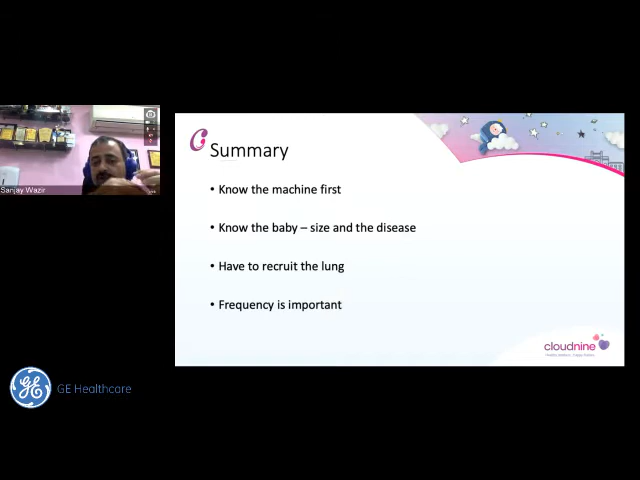 Sanjay Wazir
Summary
• Know the machine first
• Know the baby – size and the disease
• Have to recruit the lung
• Frequency is important
cloudnine
GE Healthcare